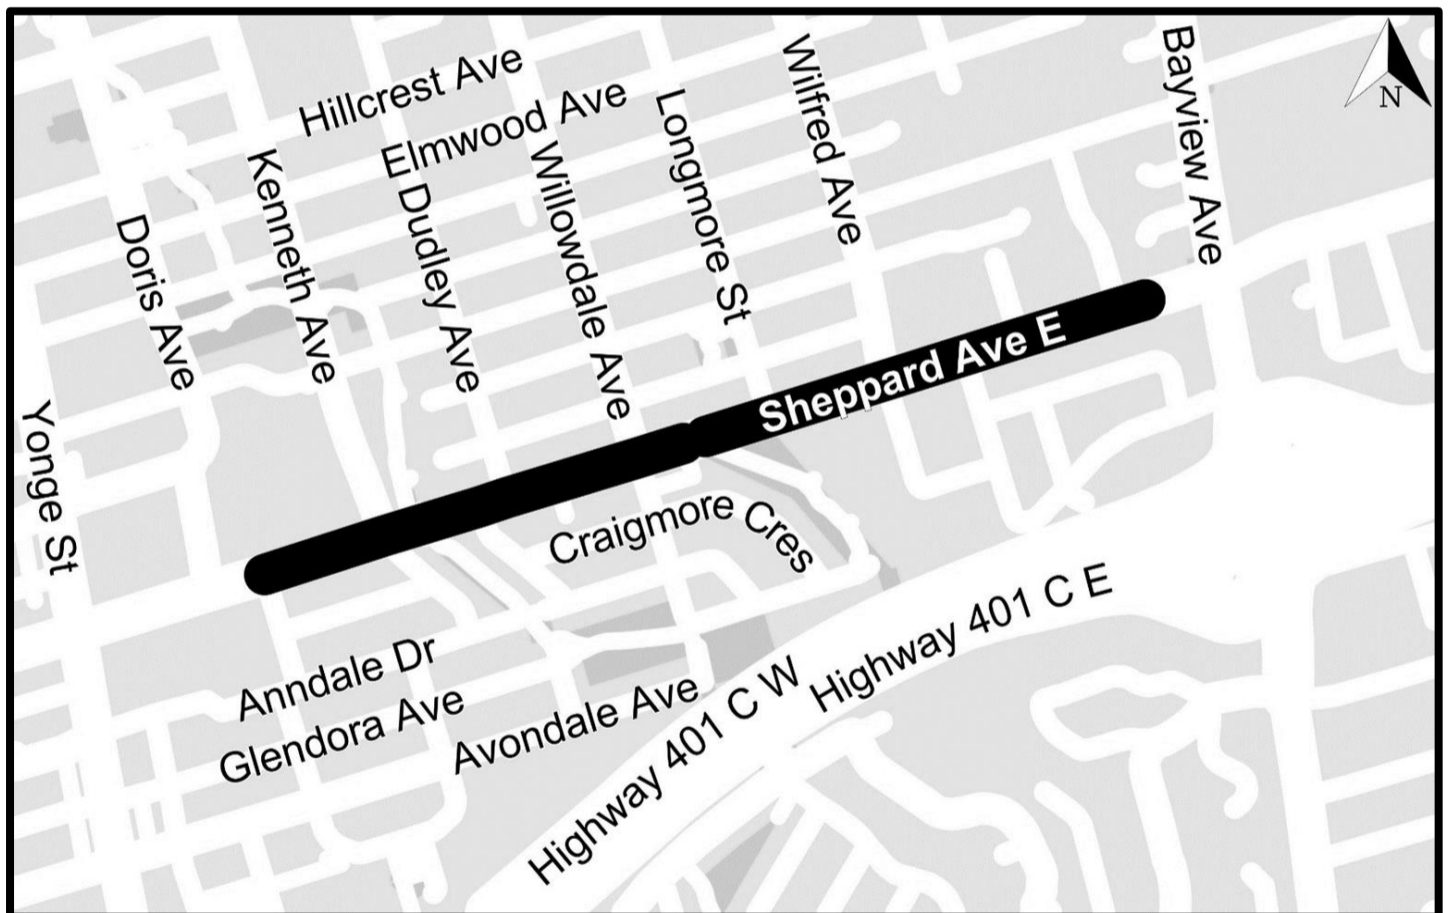 Hillcrest Ave
Elmwood Ave
Wilfred Ave
Bayview Ave
N
Longmore St
Willowdale Ave
Kenneth Ave
Dudley Ave
Doris Ave
Yonge St
Sheppard Ave E
Craigmore Cres
Anndale Dr
Glendora Ave
Avondale Ave
Highway 401 C W
Highway 401 C E